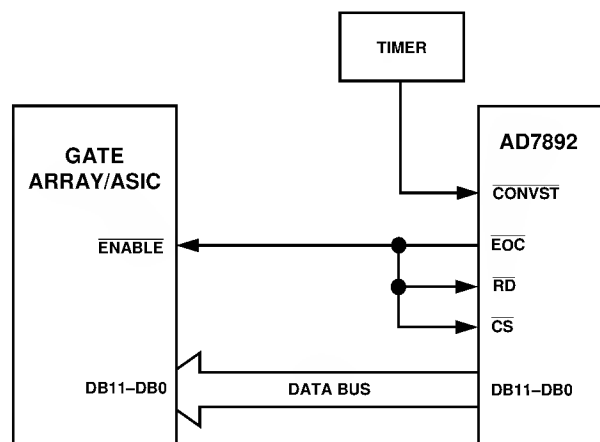 TIMER
GATE
ARRAY/ASIC
AD7892
CONVST
ENABLE
EOC
RD
CS
DB11–DB0
DATA BUS
DB11–DB0